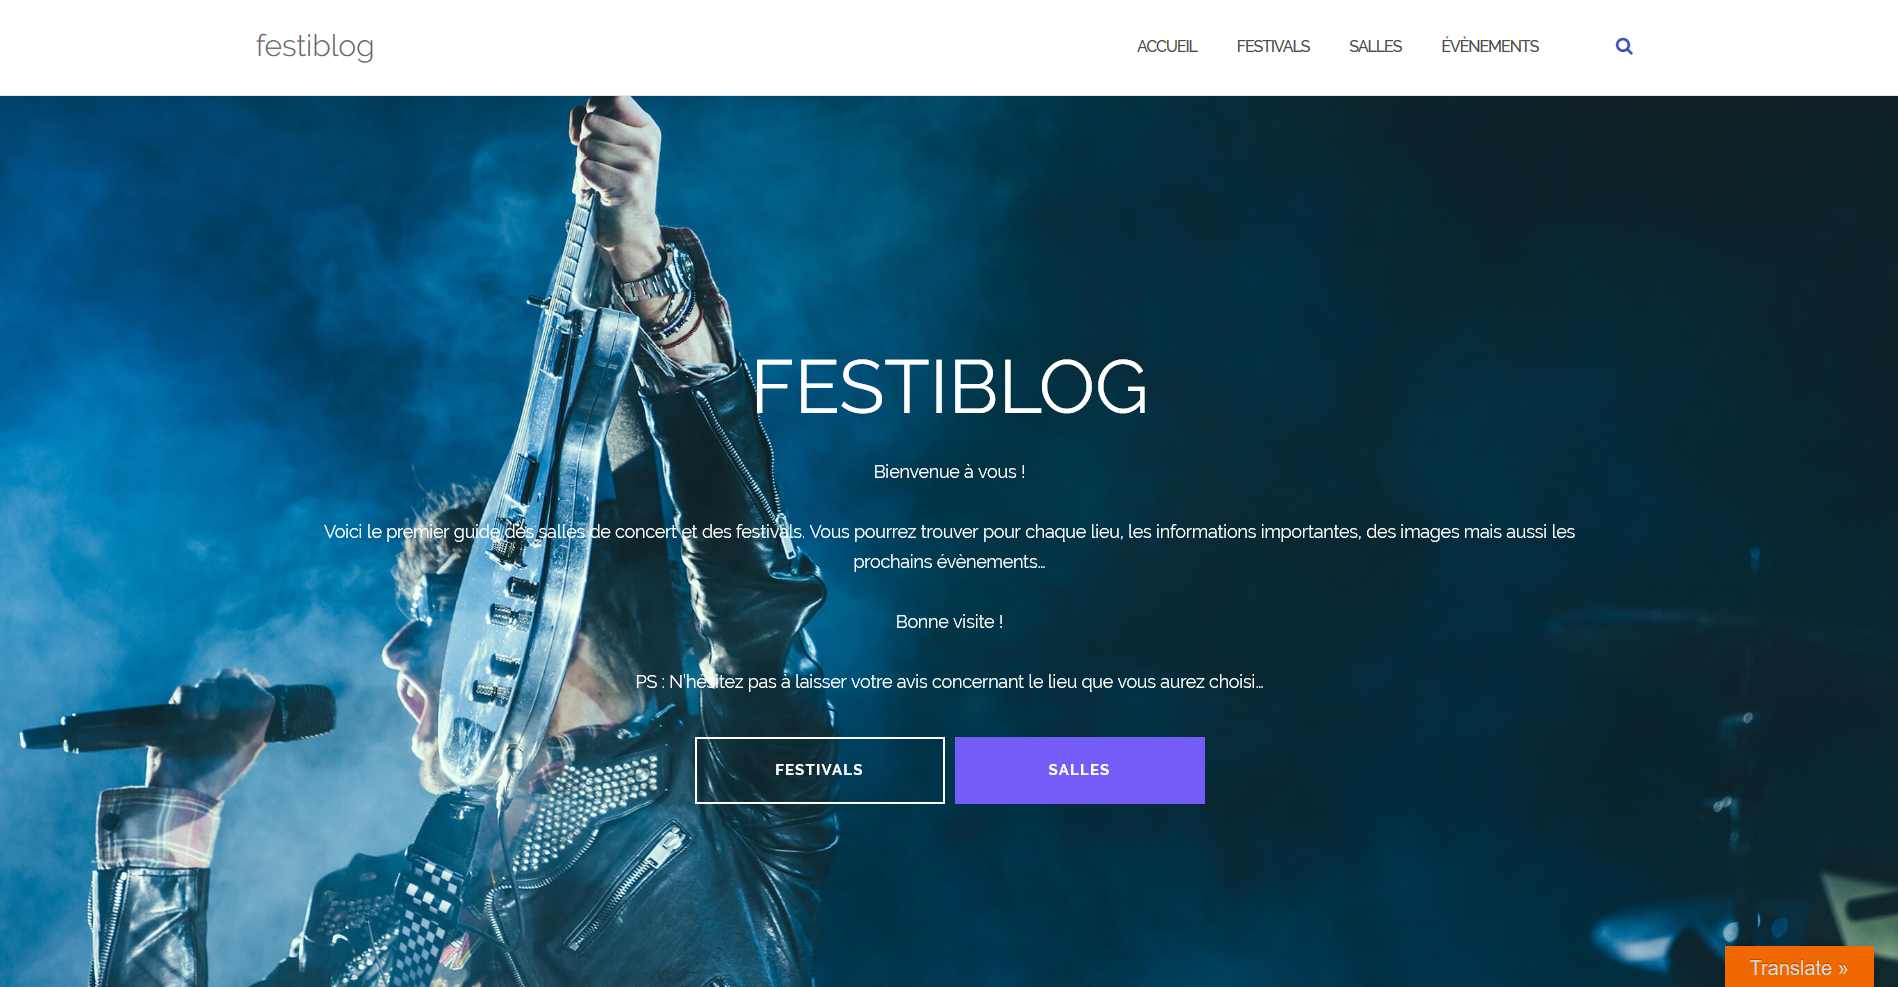 festiblog
ACCUEIL FESTIVALS SALLES ÉVÈNEMENTS
FESTIBLOG
Bienvenue à vous !
Voici le premier guide des salles de concert et des festivals. Vous pourrez trouver pour chaque lieu, les informations importantes, des images mais aussi les
prochains évènements...
Bonne visite !
PS : N'hésitez pas à laisser votre avis concernant le lieu que vous aurez choisi...
FESTIVALS SALLES
Translate »